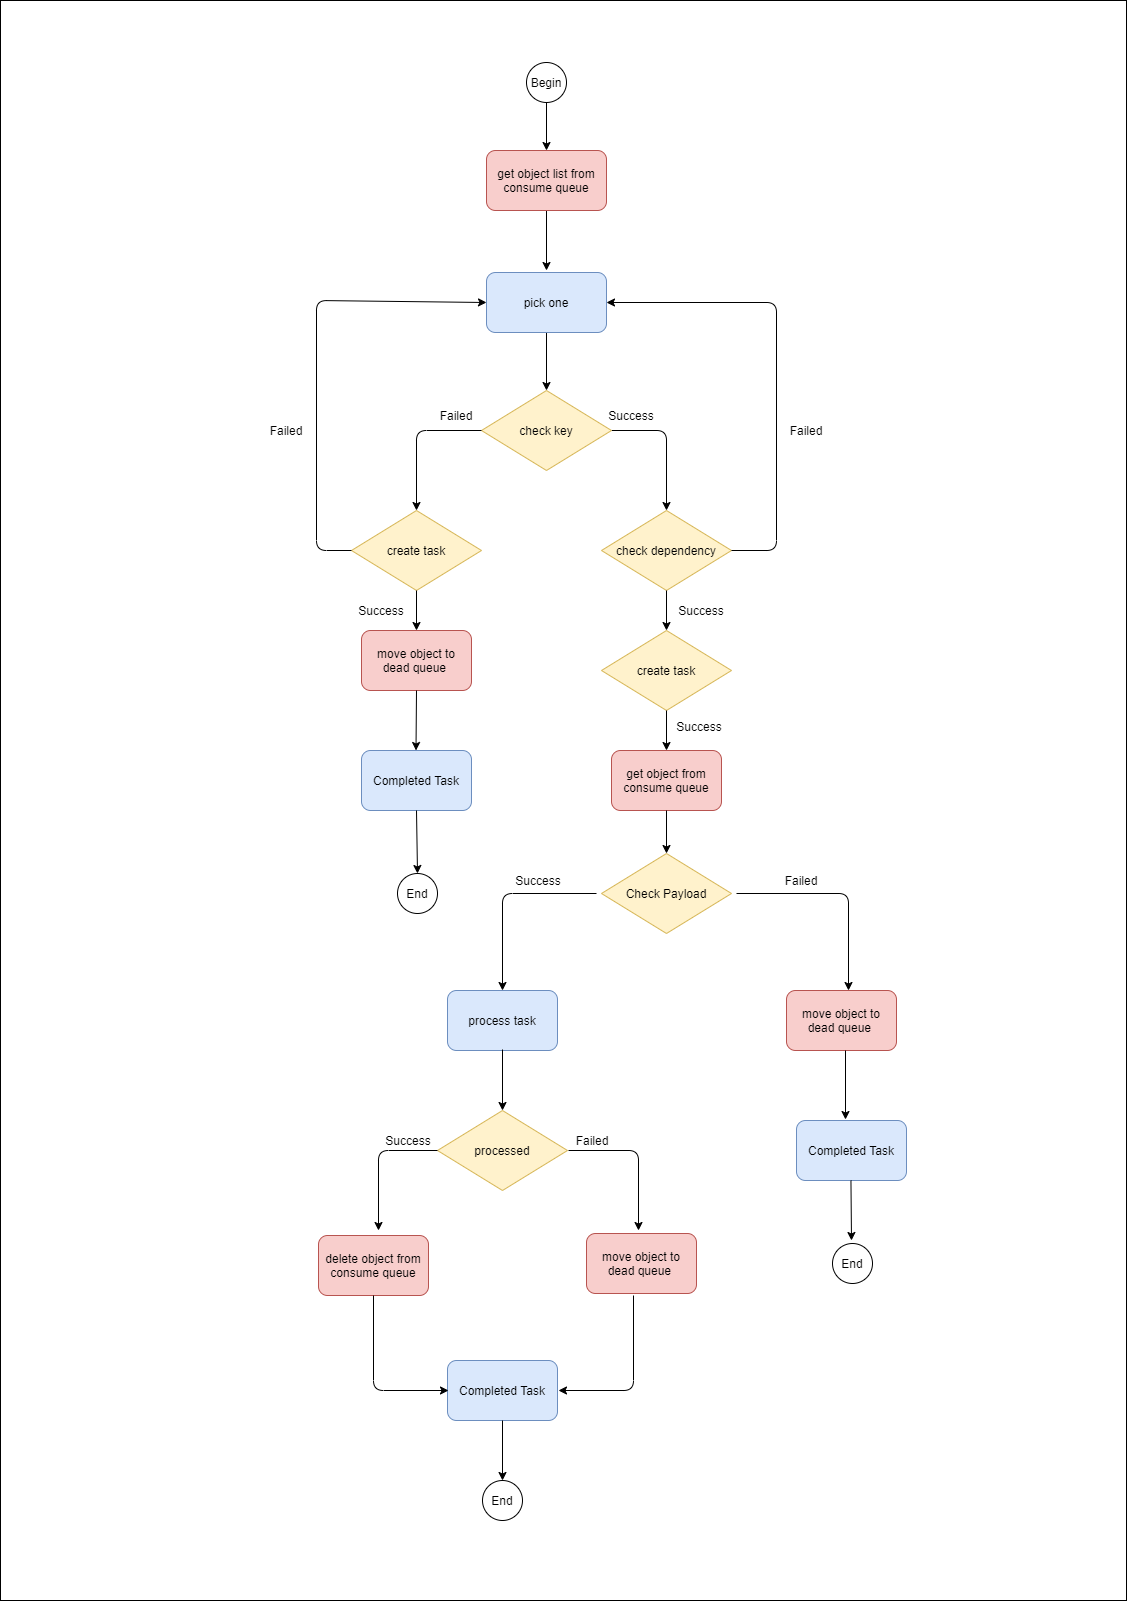 Begin
get object list from
consume queue
pick one
Failed
Success
check key
Failed
Failed
create task
check dependency
Success
Success
move object to
dead queue
create task
Success
Completed Task
get object from
consume queue
End
Success
Failed
Check Payload
process task
move object to
dead queue
Success
Failed
processed
Completed Task
delete object from
consume queue
move object to
dead queue
End
Completed Task
End